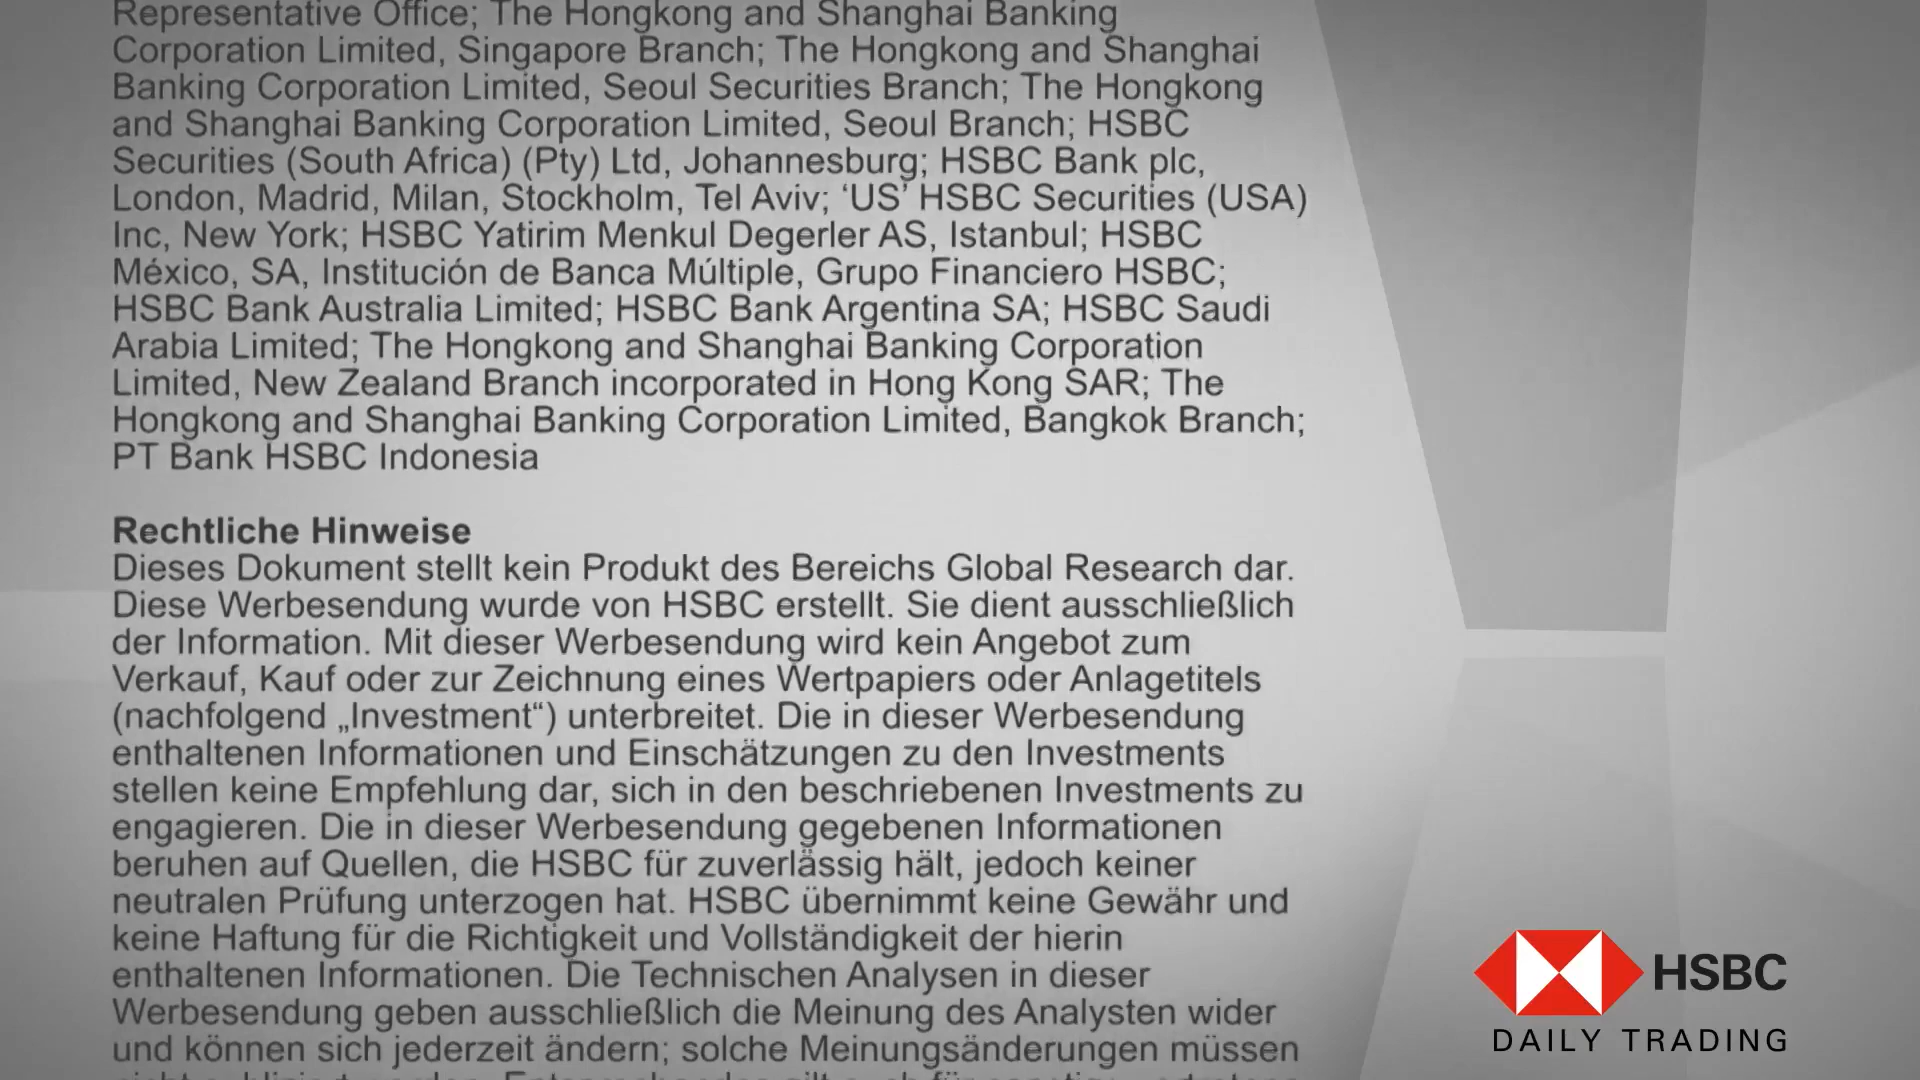 Representative Office; The Hongkong and Shanghai Banking
Corporation Limited, Singapore Branch; The Hongkong and Shanghai
Banking Corporation Limited, Seoul Securities Branch; The Hongkong
and Shanghai Banking Corporation Limited, Seoul Branch; HSBC
Securities (South Africa) (Pty) Ltd, Johannesburg; HSBC Bank plc,
London, Madrid, Milan, Stockholm, Tel Aviv; ‘US’ HSBC Securities (USA)
Inc, New York; HSBC Yatirim Menkul Degerler AS, Istanbul; HSBC
México, SA, Institución de Banca Múltiple, Grupo Financiero HSBC;
HSBC Bank Australia Limited; HSBC Bank Argentina SA; HSBC Saudi
Arabia Limited; The Hongkong and Shanghai Banking Corporation
Limited, New Zealand Branch incorporated in Hong Kong SAR; The
Hongkong and Shanghai Banking Corporation Limited, Bangkok Branch;
PT Bank HSBC Indonesia
Rechtliche Hinweise
Dieses Dokument stellt kein Produkt des Bereichs Global Research dar.
Diese Werbesendung wurde von HSBC erstellt. Sie dient ausschließlich
der Information. Mit dieser Werbesendung wird kein Angebot zum
Verkauf, Kauf oder zur Zeichnung eines Wertpapiers oder Anlagetitels
(nachfolgend „Investment“) unterbreitet. Die in dieser Werbesendung
enthaltenen Informationen und Einschätzungen zu den Investments
stellen keine Empfehlung dar, sich in den beschriebenen Investments zu
engagieren. Die in dieser Werbesendung gegebenen Informationen
beruhen auf Quellen, die HSBC für zuverlässig hält, jedoch keiner
neutralen Prüfung unterzogen hat. HSBC übernimmt keine Gewähr und
keine Haftung für die Richtigkeit und Vollständigkeit der hierin
enthaltenen Informationen. Die Technischen Analysen in dieser
Werbesendung geben ausschließlich die Meinung des Analysten wider
und können sich jederzeit ändern; solche Meinungsänderungen müssen
HSBC
DAILY TRADING